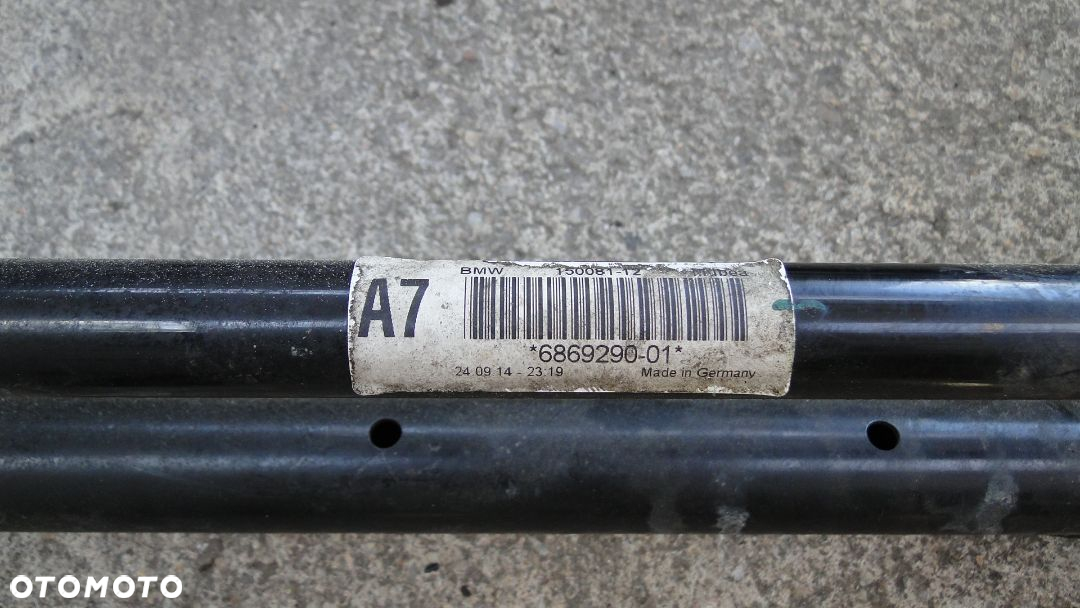 BMW 150081-12
A7
*6869290-01*
24 09 14 - 23:19 Made in Germany
OTOMOTO